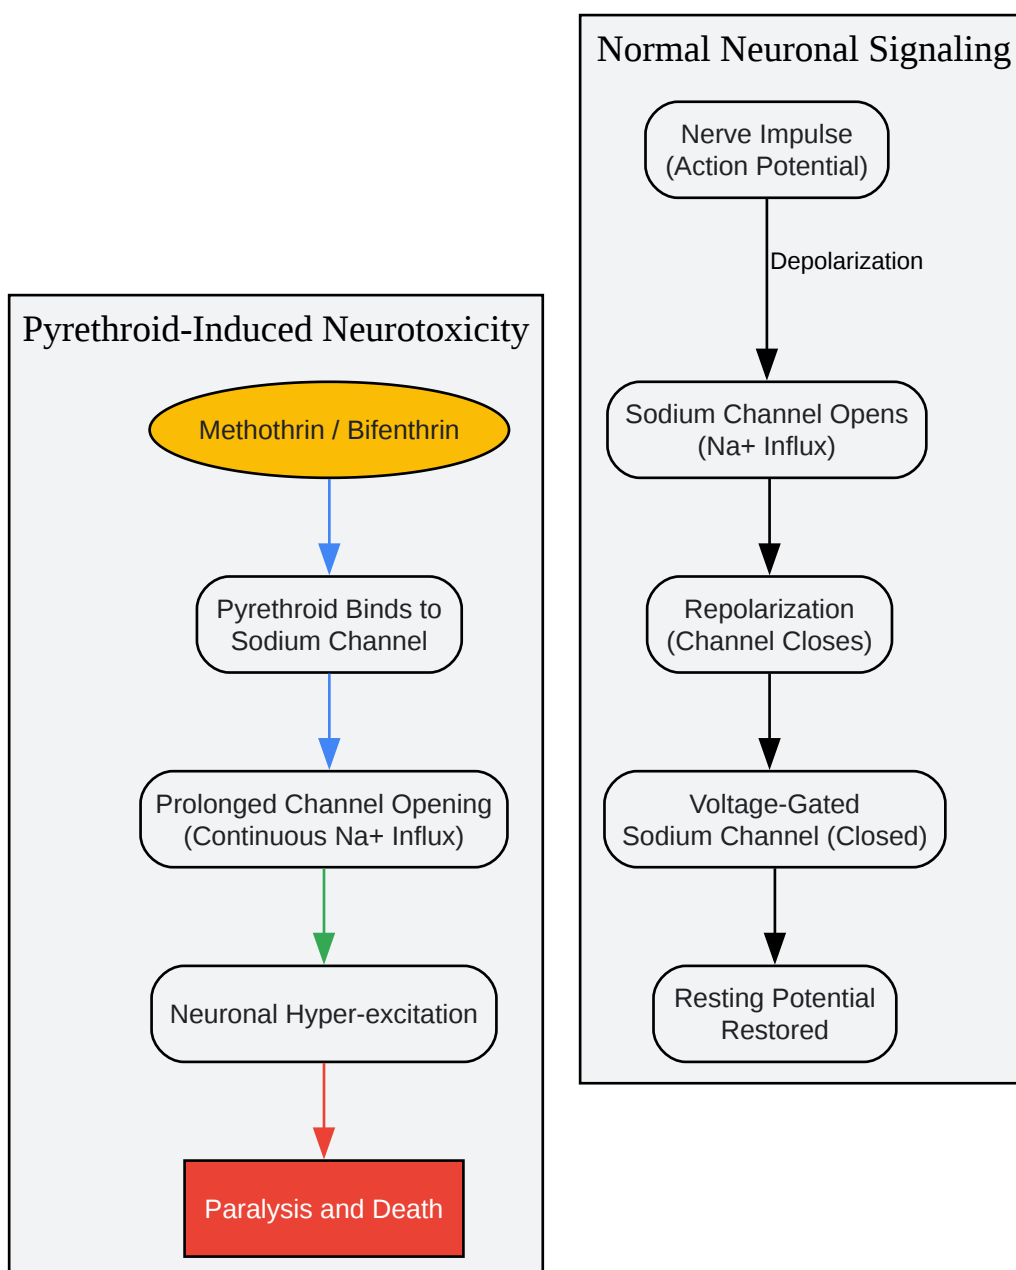 Normal Neuronal Signaling
Nerve Impulse
(Action Potential)
Depolarization
Sodium Channel Opens
(Na+ Influx)
Repolarization
(Channel Closes)
Voltage-Gated
Sodium Channel (Closed)
Resting Potential
Restored
Pyrethroid-Induced Neurotoxicity
Methothrin / Bifenthrin
Pyrethroid Binds to
Sodium Channel
Prolonged Channel Opening
(Continuous Na+ Influx)
Neuronal Hyper-excitation
Paralysis and Death